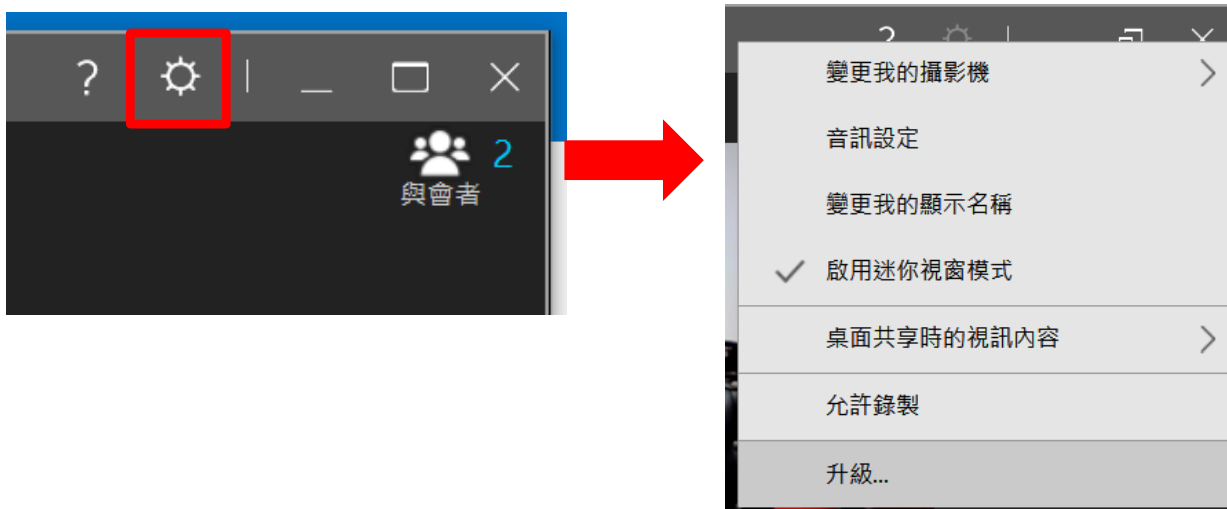 ?
2
與會者
?
變更我的攝影機
音訊設定
變更我的顯示名稱
啟用迷你視窗模式
桌面共享時的視訊內容
允許錄製
升級...